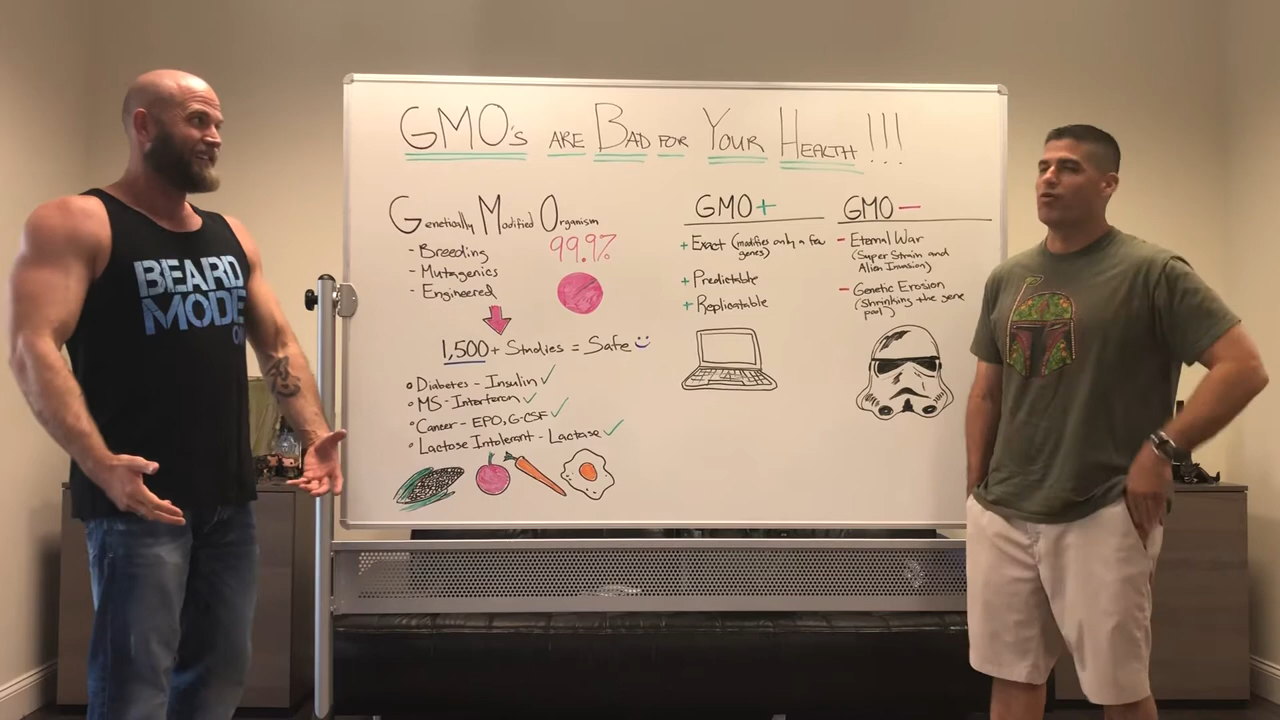 GMO's ARE BAD FOR YOUR HEALTH!!!
Genetically Modified Organism
- Breeding
- Mutagenics
- Engineered
99.9%
1,500+ Studies = Safe
• Diabetes - Insulin ✓
• MS - Interferon ✓
• Cancer - EPO, G-CSF ✓
• Lactose Intolerant - Lactase ✓
GMO+
+ Exact (modifies only a few
genes)
+ Predictable
+ Replicatable
GMO-
- Eternal War
(Super Strain and
Alien Invasion)
- Genetic Erosion
(Shrinking the gene
pool)
BEARD
MODE
ON